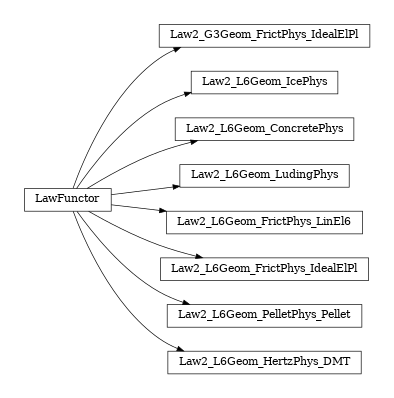 Law2_G3Geom_FrictPhys_IdealElPl
Law2_L6Geom_IcePhys
Law2_L6Geom_ConcretePhys
Law2_L6Geom_LudingPhys
LawFunctor
Law2_L6Geom_FrictPhys_LinEl6
Law2_L6Geom_FrictPhys_IdealElPl
Law2_L6Geom_PelletPhys_Pellet
Law2_L6Geom_HertzPhys_DMT